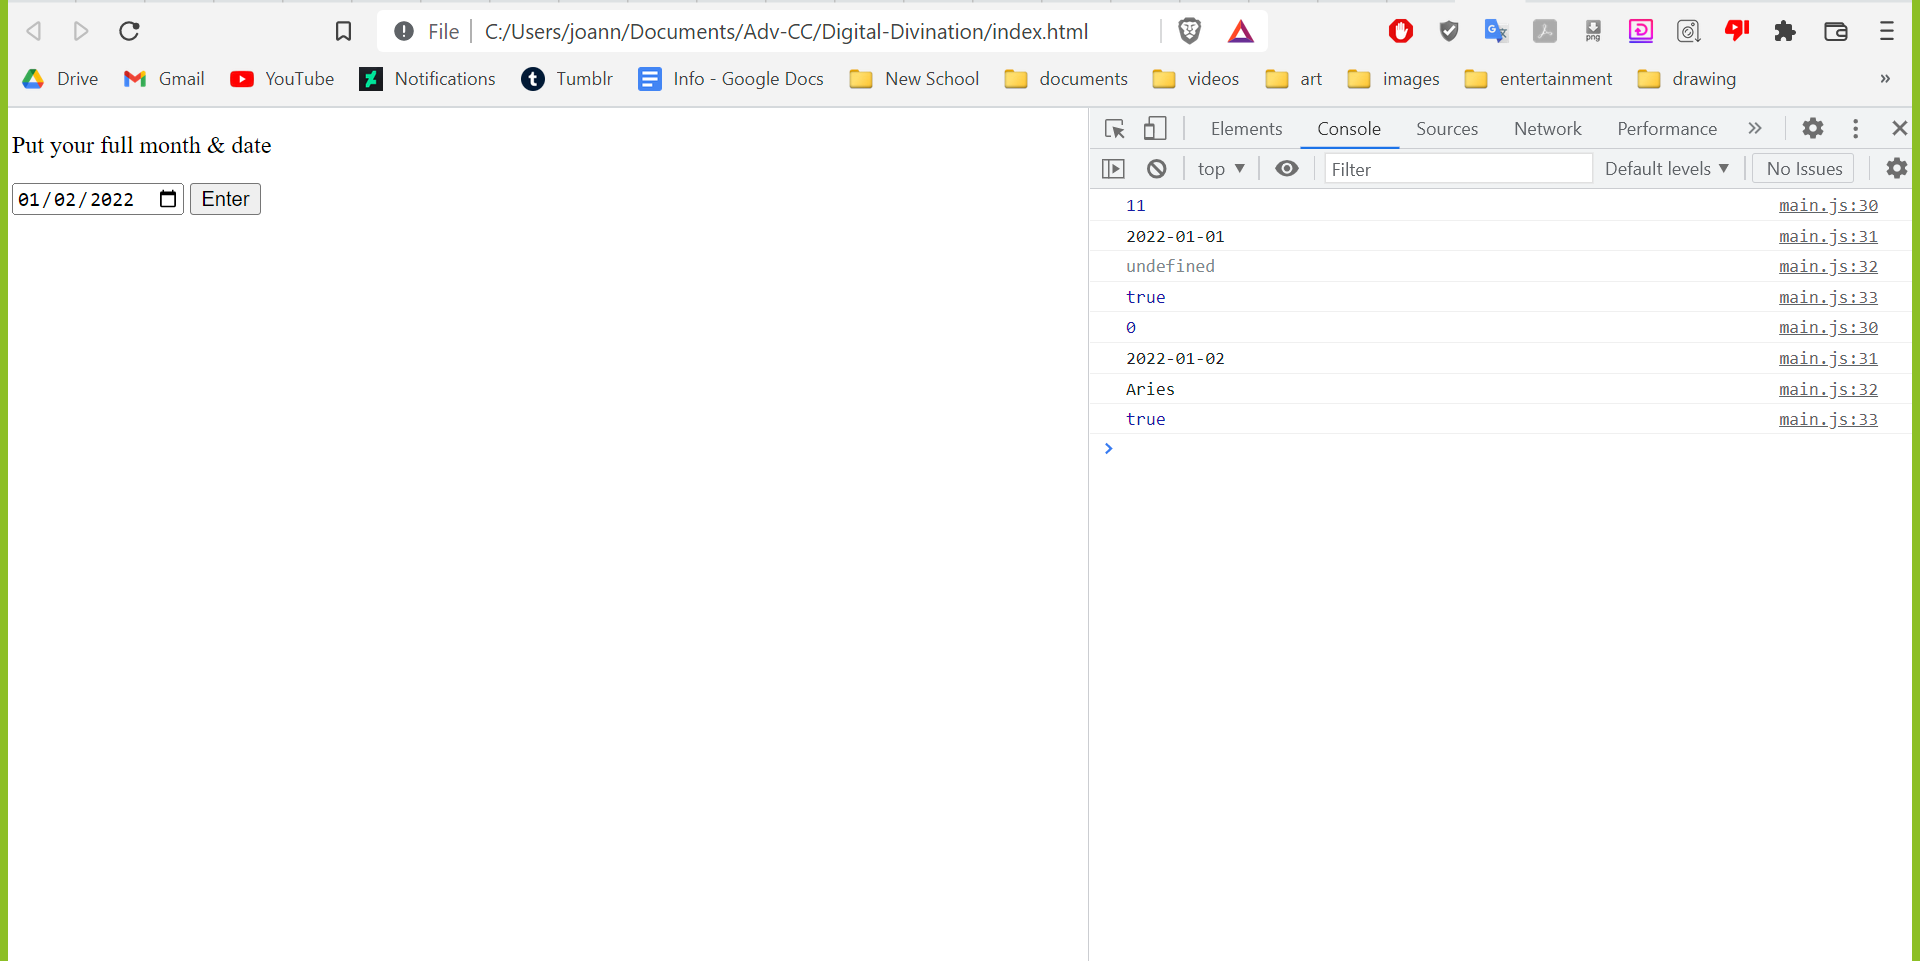 File C:/Users/joann/Documents/Adv-CC/Digital-Divination/index.html
Drive Gmail YouTube Notifications Tumblr Info - Google Docs New School documents videos art images entertainment drawing »
Put your full month & date
01/02/2022 Enter
Elements Console Sources Network Performance »
top Filter Default levels No Issues
11 main.js:30
2022-01-01 main.js:31
undefined main.js:32
true main.js:33
0 main.js:30
2022-01-02 main.js:31
Aries main.js:32
true main.js:33